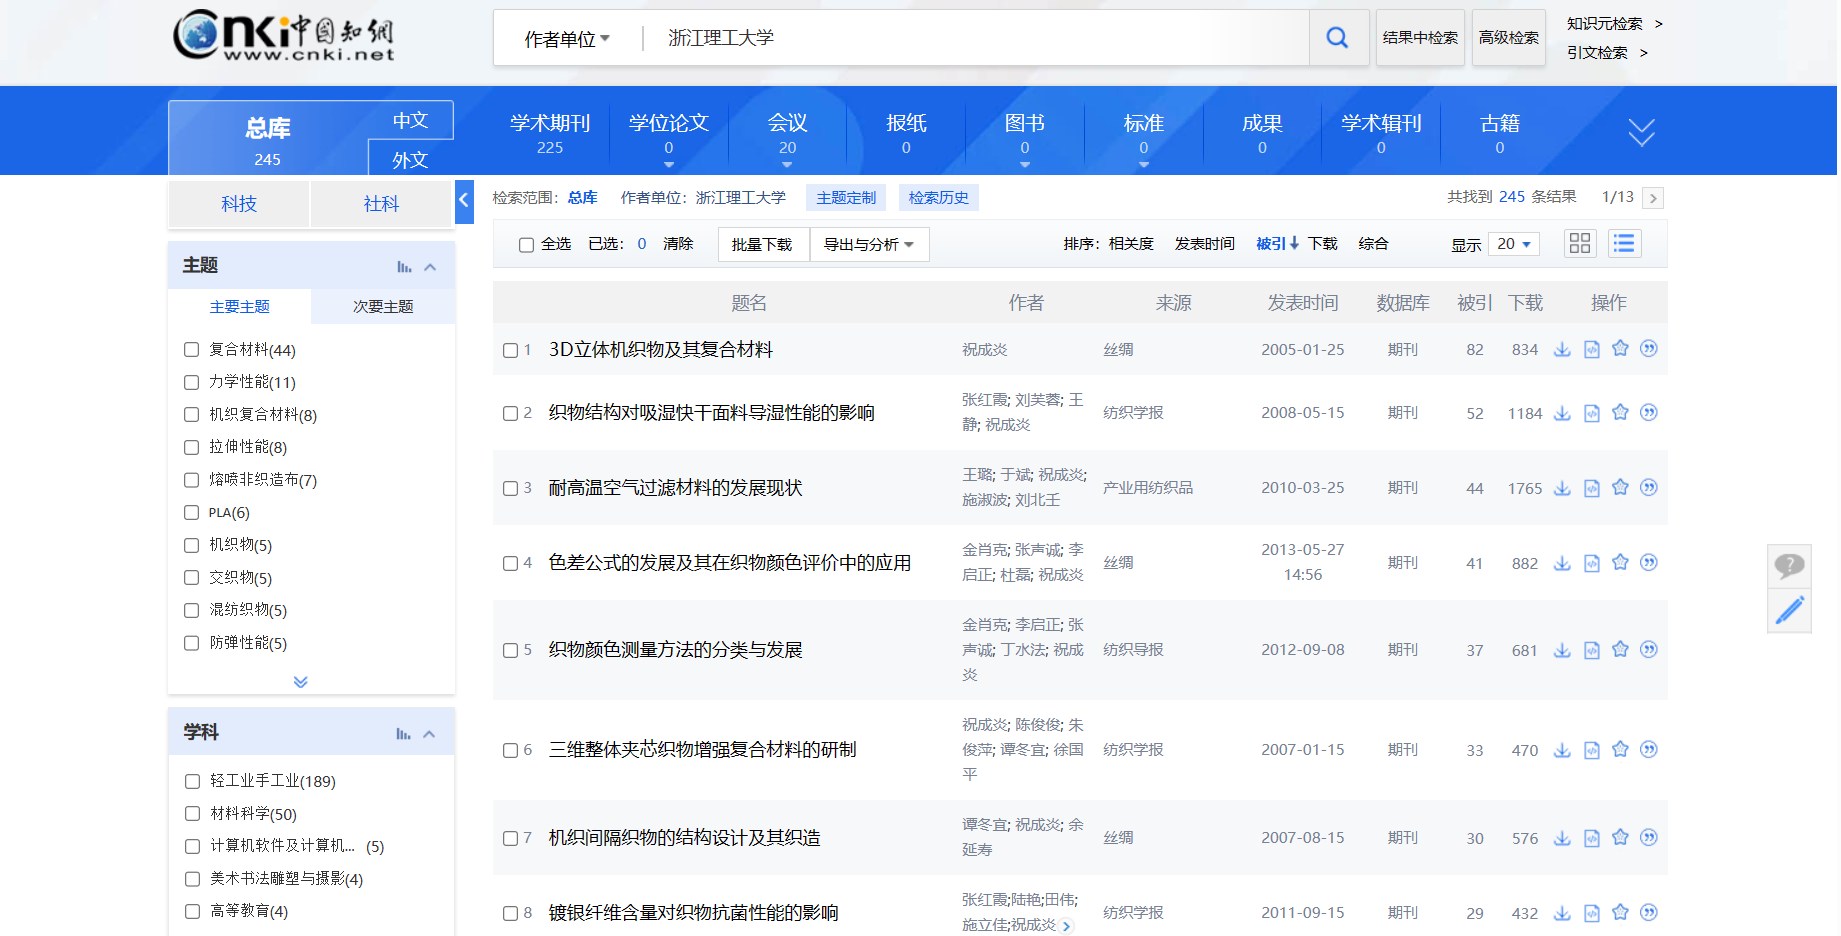 cnki中国知網
www.cnki.net
作者单位
浙江理工大学
结果中检索
高级检索
知识元检索 >
引文检索 >
总库
245
中文
外文
学术期刊
225
学位论文
0
会议
20
报纸
0
图书
0
标准
0
成果
0
学术辑刊
0
古籍
0
科技
社科
检索范围: 总库 作者单位: 浙江理工大学 主题定制 检索历史
共找到 245 条结果 1/13 >
全选 已选: 0 清除 批量下载 导出与分析
排序: 相关度 发表时间 被引↓ 下载 综合 显示 20
主题
主要主题
次要主题
复合材料(44)
力学性能(11)
机织复合材料(8)
拉伸性能(8)
熔喷非织造布(7)
PLA(6)
机织物(5)
交织物(5)
混纺织物(5)
防弹性能(5)
学科
轻工业手工业(189)
材料科学(50)
计算机软件及计算机... (5)
美术书法雕塑与摄影(4)
高等教育(4)
题名 作者 来源 发表时间 数据库 被引 下载 操作
1 3D立体机织物及其复合材料 祝成炎 丝绸 2005-01-25 期刊 82 834
2 织物结构对吸湿快干面料导湿性能的影响 张红霞; 刘芙蓉; 王
静; 祝成炎 纺织学报 2008-05-15 期刊 52 1184
3 耐高温空气过滤材料的发展现状 王璐; 于斌; 祝成炎;
施淑波; 刘北壬 产业用纺织品 2010-03-25 期刊 44 1765
4 色差公式的发展及其在织物颜色评价中的应用 金肖克; 张声诚; 李
启正; 杜磊; 祝成炎 丝绸 2013-05-27
14:56 期刊 41 882
5 织物颜色测量方法的分类与发展 金肖克; 李启正; 张
声诚; 丁水法; 祝成
炎 纺织导报 2012-09-08 期刊 37 681
6 三维整体夹芯织物增强复合材料的研制 祝成炎; 陈俊俊; 朱
俊萍; 谭冬宜; 徐国
平 纺织学报 2007-01-15 期刊 33 470
7 机织间隔织物的结构设计及其织造 谭冬宜; 祝成炎; 余
延寿 丝绸 2007-08-15 期刊 30 576
8 镀银纤维含量对织物抗菌性能的影响 张红霞;陆艳;田伟;
施立佳;祝成炎 纺织学报 2011-09-15 期刊 29 432